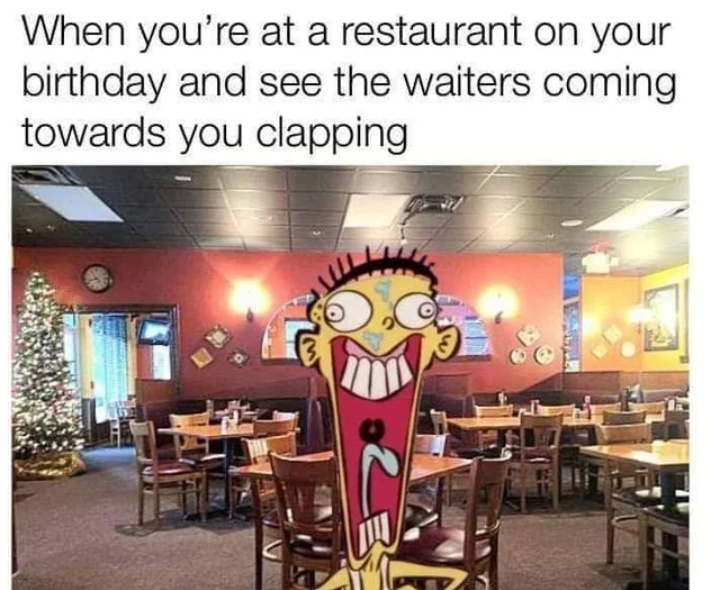 When you’re at a restaurant on your
birthday and see the waiters coming
towards you clapping